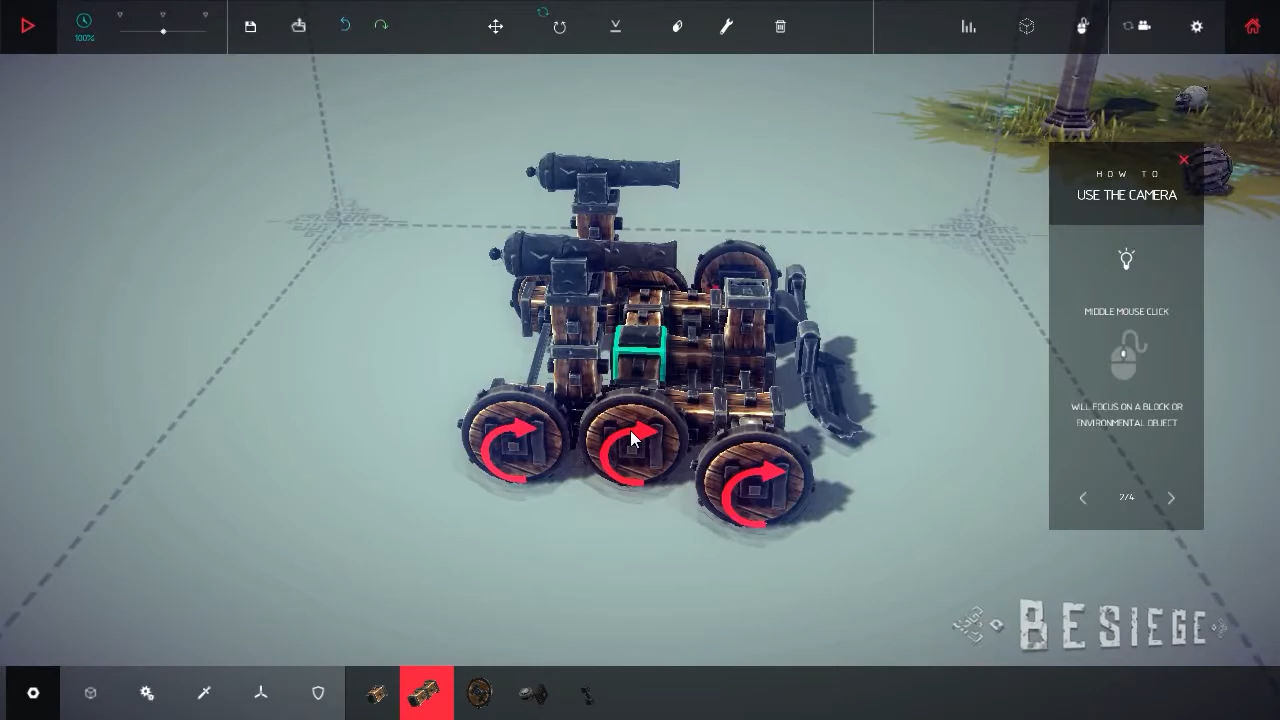 100%
HOW TO
USE THE CAMERA
MIDDLE MOUSE CLICK
WILL FOCUS ON A BLOCK OR
ENVIRONMENTAL OBJECT
2/4
BESIEGE